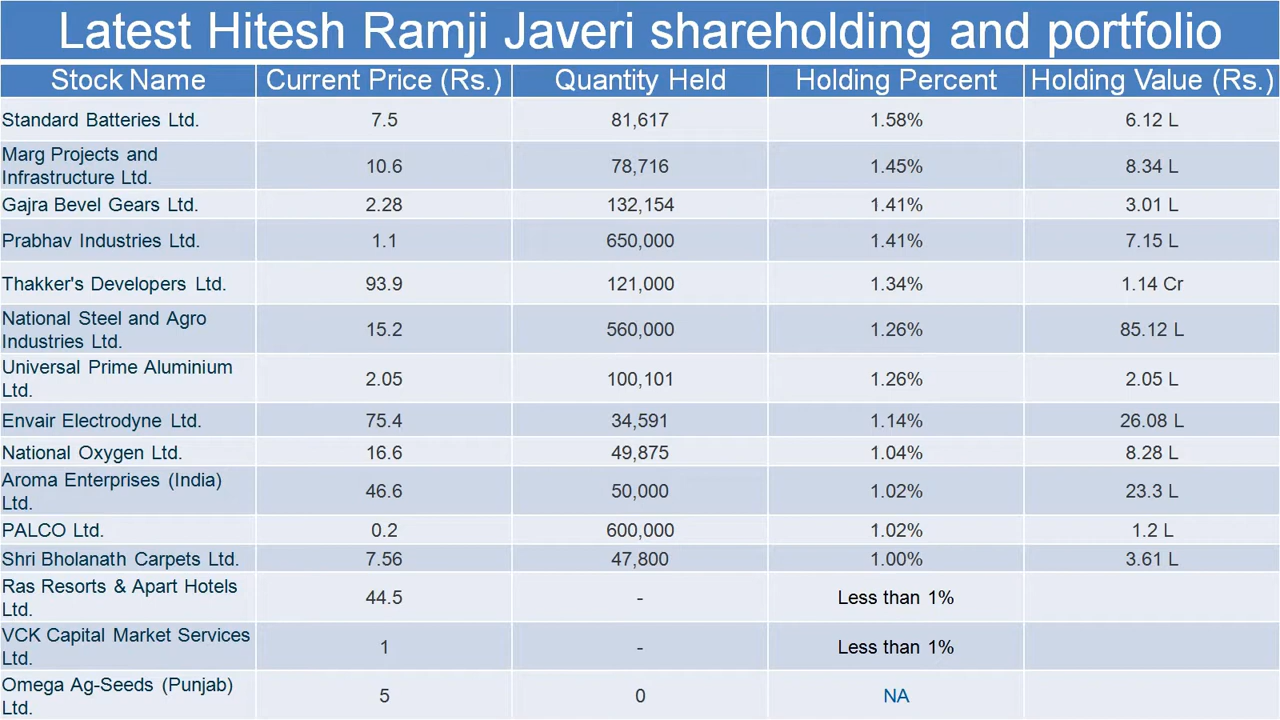 Latest Hitesh Ramji Javeri shareholding and portfolio
Stock Name Current Price (Rs.) Quantity Held Holding Percent Holding Value (Rs.)
Standard Batteries Ltd. 7.5 81,617 1.58% 6.12 L
Marg Projects and
Infrastructure Ltd. 10.6 78,716 1.45% 8.34 L
Gajra Bevel Gears Ltd. 2.28 132,154 1.41% 3.01 L
Prabhav Industries Ltd. 1.1 650,000 1.41% 7.15 L
Thakker's Developers Ltd. 93.9 121,000 1.34% 1.14 Cr
National Steel and Agro
Industries Ltd. 15.2 560,000 1.26% 85.12 L
Universal Prime Aluminium
Ltd. 2.05 100,101 1.26% 2.05 L
Envair Electrodyne Ltd. 75.4 34,591 1.14% 26.08 L
National Oxygen Ltd. 16.6 49,875 1.04% 8.28 L
Aroma Enterprises (India)
Ltd. 46.6 50,000 1.02% 23.3 L
PALCO Ltd. 0.2 600,000 1.02% 1.2 L
Shri Bholanath Carpets Ltd. 7.56 47,800 1.00% 3.61 L
Ras Resorts & Apart Hotels
Ltd. 44.5 - Less than 1%
VCK Capital Market Services
Ltd. 1 - Less than 1%
Omega Ag-Seeds (Punjab)
Ltd. 5 0 NA